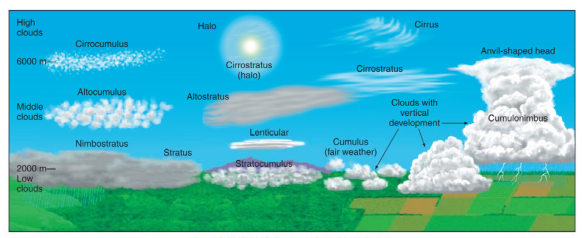 High
clouds
Cirrocumulus
6000 m
Halo
Cirrostratus
(halo)
Cirrus
Cirrostratus
Anvil-shaped head
Altocumulus
Middle
clouds
Altostratus
Clouds with
vertical
development
Cumulonimbus
Lenticular
Nimbostratus
Stratus
Cumulus
(fair weather)
2000 m
Low
clouds
Stratocumulus